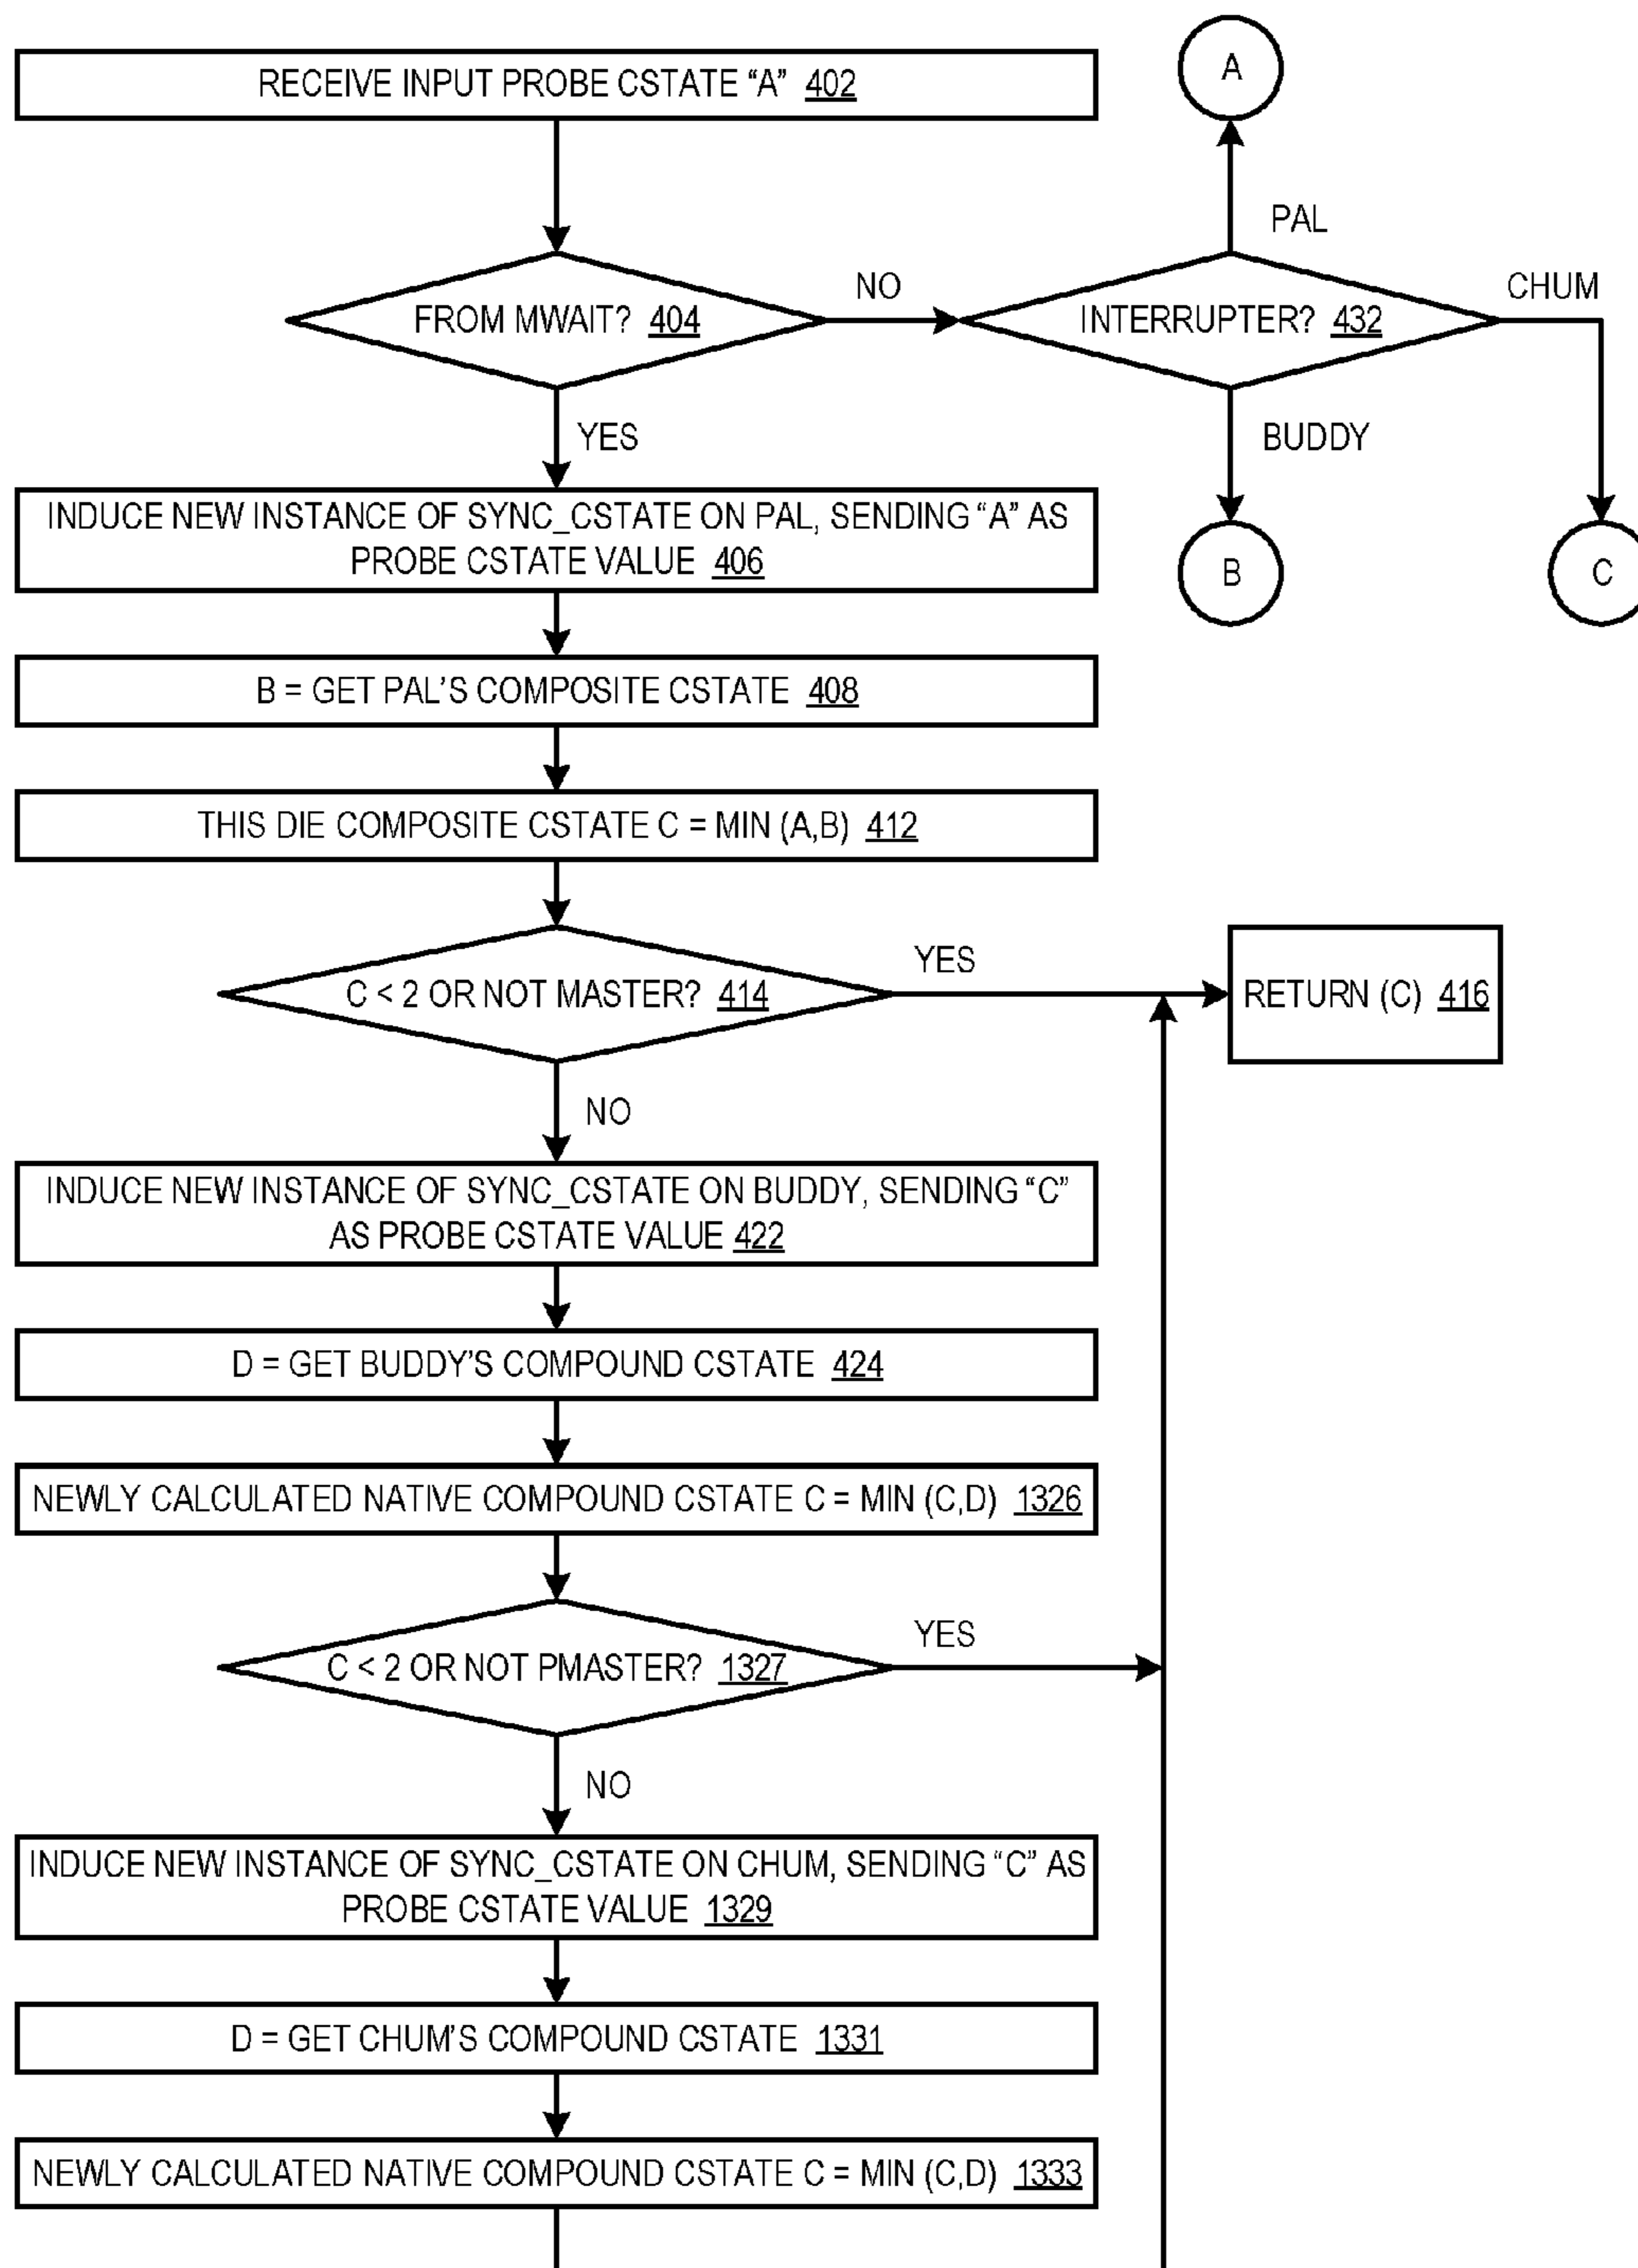 RECEIVE INPUT PROBE CSTATE “A” 402
A
PAL
FROM MWAIT? 404
NO
INTERRUPTER? 432
CHUM
YES
BUDDY
INDUCE NEW INSTANCE OF SYNC_CSTATE ON PAL, SENDING “A” AS
PROBE CSTATE VALUE 406
B
C
B = GET PAL’S COMPOSITE CSTATE 408
THIS DIE COMPOSITE CSTATE C = MIN (A,B) 412
C < 2 OR NOT MASTER? 414
YES
RETURN (C) 416
NO
INDUCE NEW INSTANCE OF SYNC_CSTATE ON BUDDY, SENDING “C”
AS PROBE CSTATE VALUE 422
D = GET BUDDY’S COMPOUND CSTATE 424
NEWLY CALCULATED NATIVE COMPOUND CSTATE C = MIN (C,D) 1326
C < 2 OR NOT PMASTER? 1327
YES
NO
INDUCE NEW INSTANCE OF SYNC_CSTATE ON CHUM, SENDING “C” AS
PROBE CSTATE VALUE 1329
D = GET CHUM’S COMPOUND CSTATE 1331
NEWLY CALCULATED NATIVE COMPOUND CSTATE C = MIN (C,D) 1333